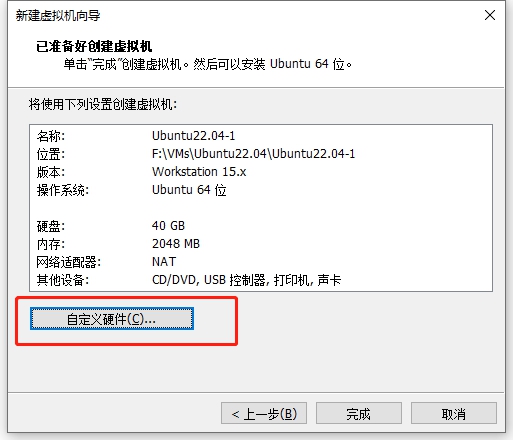 新建虚拟机向导
已准备好创建虚拟机
单击“完成”创建虚拟机。然后可以安装 Ubuntu 64 位。
将使用下列设置创建虚拟机:
名称: Ubuntu22.04-1
位置: F:\VMs\Ubuntu22.04\Ubuntu22.04-1
版本: Workstation 15.x
操作系统: Ubuntu 64 位
硬盘: 40 GB
内存: 2048 MB
网络适配器: NAT
其他设备: CD/DVD, USB 控制器, 打印机, 声卡
自定义硬件(C)...
< 上一步(B) 完成 取消